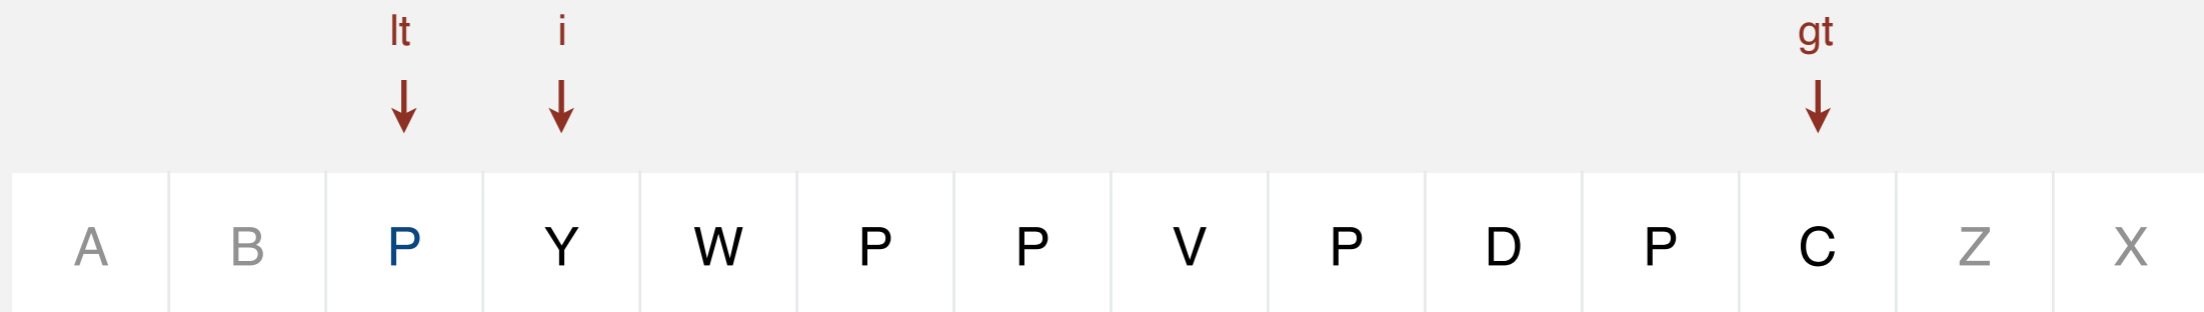 lt i gt
A B P Y W P P V P D P C Z X